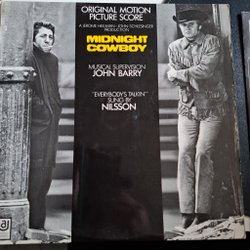 ORIGINAL MOTION
PICTURE SCORE
A JEROME HELLMAN-JOHN SCHLESINGER
PRODUCTION
MIDNIGHT
COWBOY
MUSICAL SUPERVISION
JOHN BARRY
"EVERYBODY'S TALKIN'"
SUNG BY
NILSSON